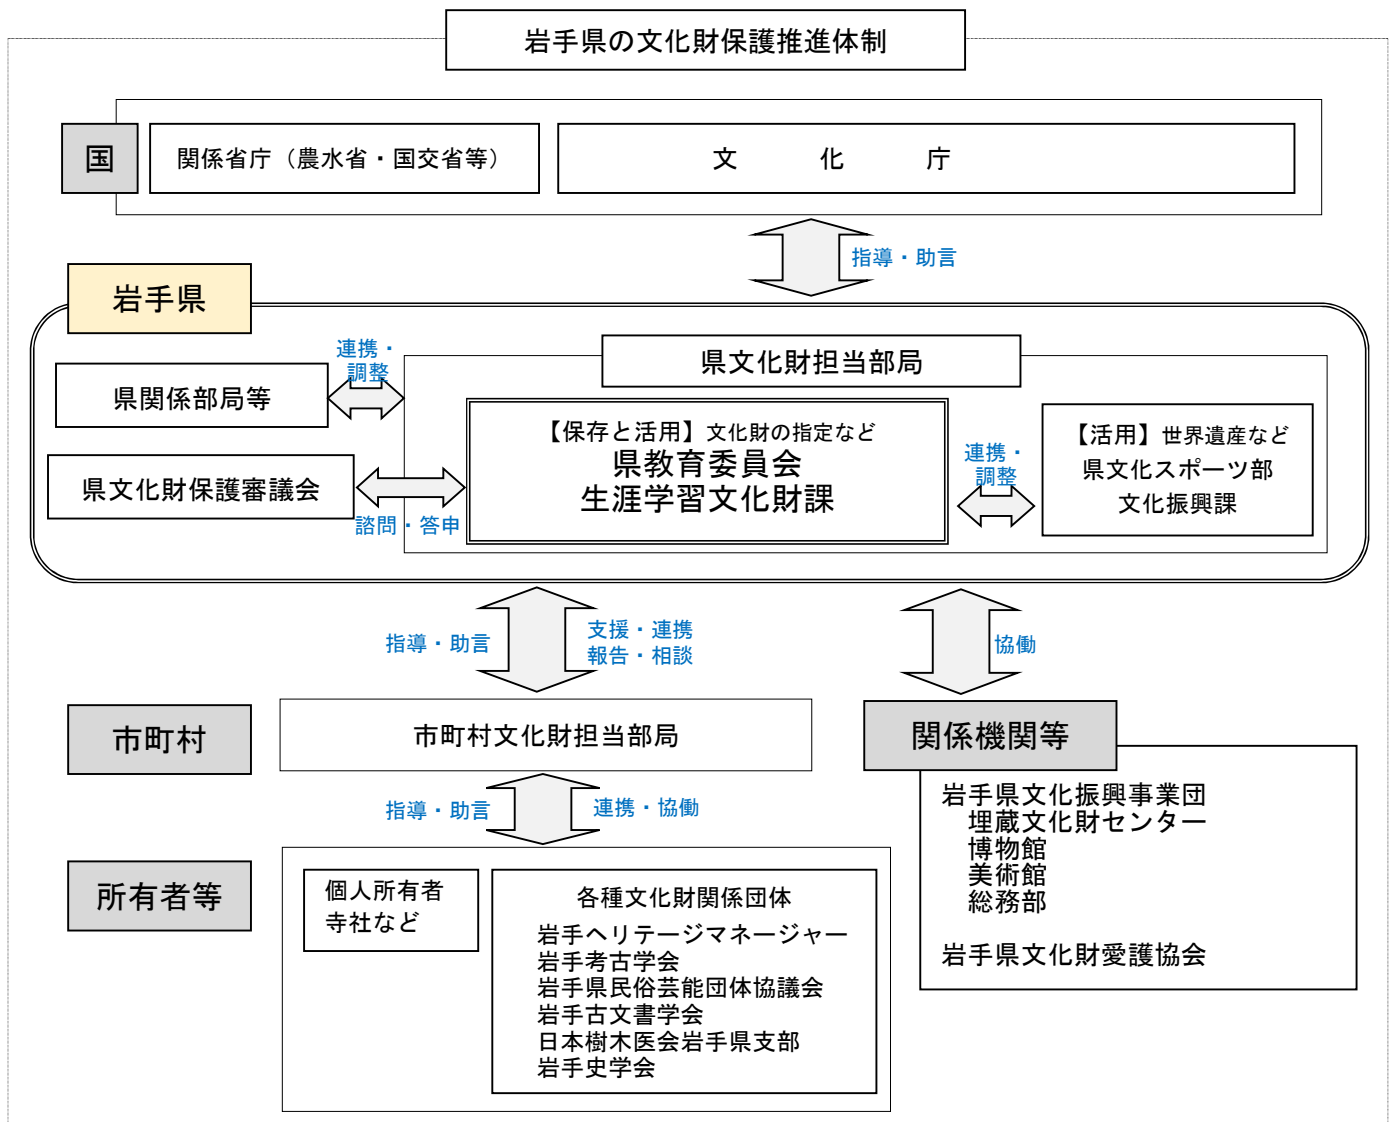 岩手県の文化財保護推進体制
国
関係省庁（農水省・国交省等）
文　化　庁
指導・助言
岩手県
連携・
調整
県関係部局等
県文化財保護審議会
諮問・答申
県文化財担当部局
【保存と活用】文化財の指定など
県教育委員会
生涯学習文化財課
連携・
調整
【活用】世界遺産など
県文化スポーツ部
文化振興課
指導・助言
支援・連携
報告・相談
協働
市町村
市町村文化財担当部局
指導・助言
連携・協働
関係機関等
岩手県文化振興事業団
埋蔵文化財センター
博物館
美術館
総務部
岩手県文化財愛護協会
所有者等
個人所有者
寺社など
各種文化財関係団体
岩手ヘリテージマネージャー
岩手考古学会
岩手県民俗芸能団体協議会
岩手古文書学会
日本樹木医会岩手県支部
岩手史学会